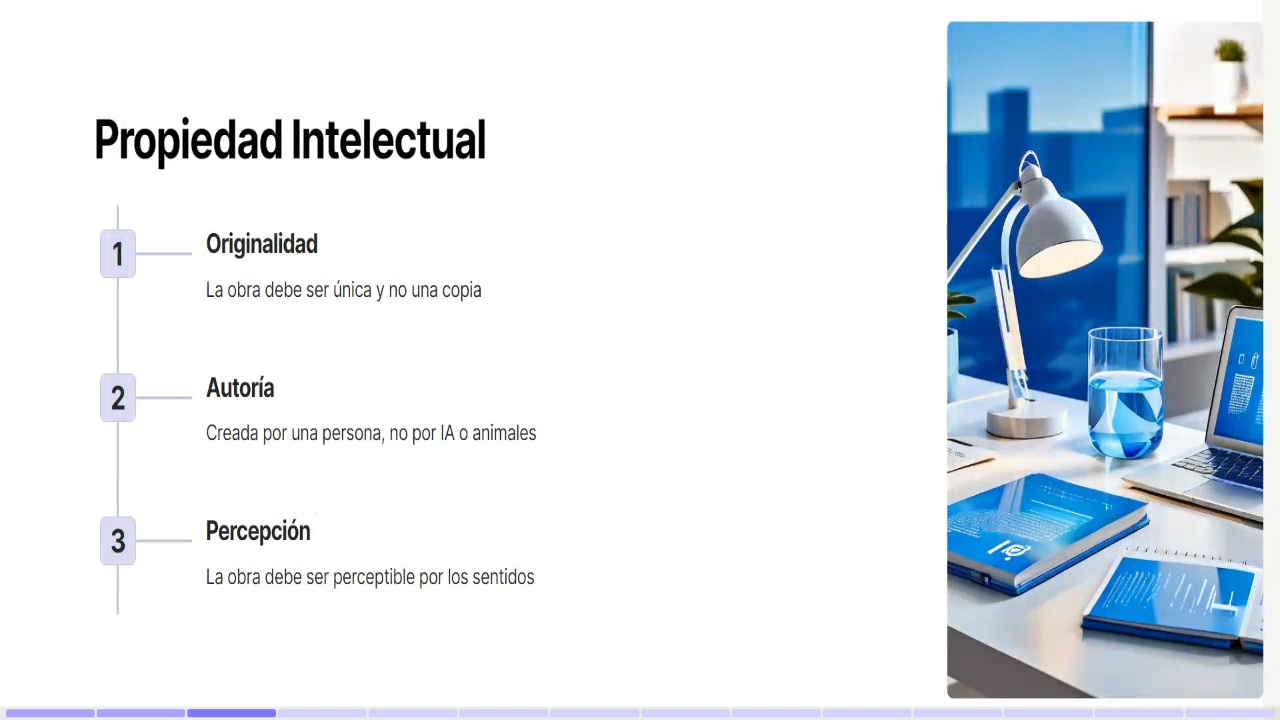 Propiedad Intelectual
1
Originalidad
La obra debe ser única y no una copia
2
Autoría
Creada por una persona, no por IA o animales
3
Percepción
La obra debe ser perceptible por los sentidos